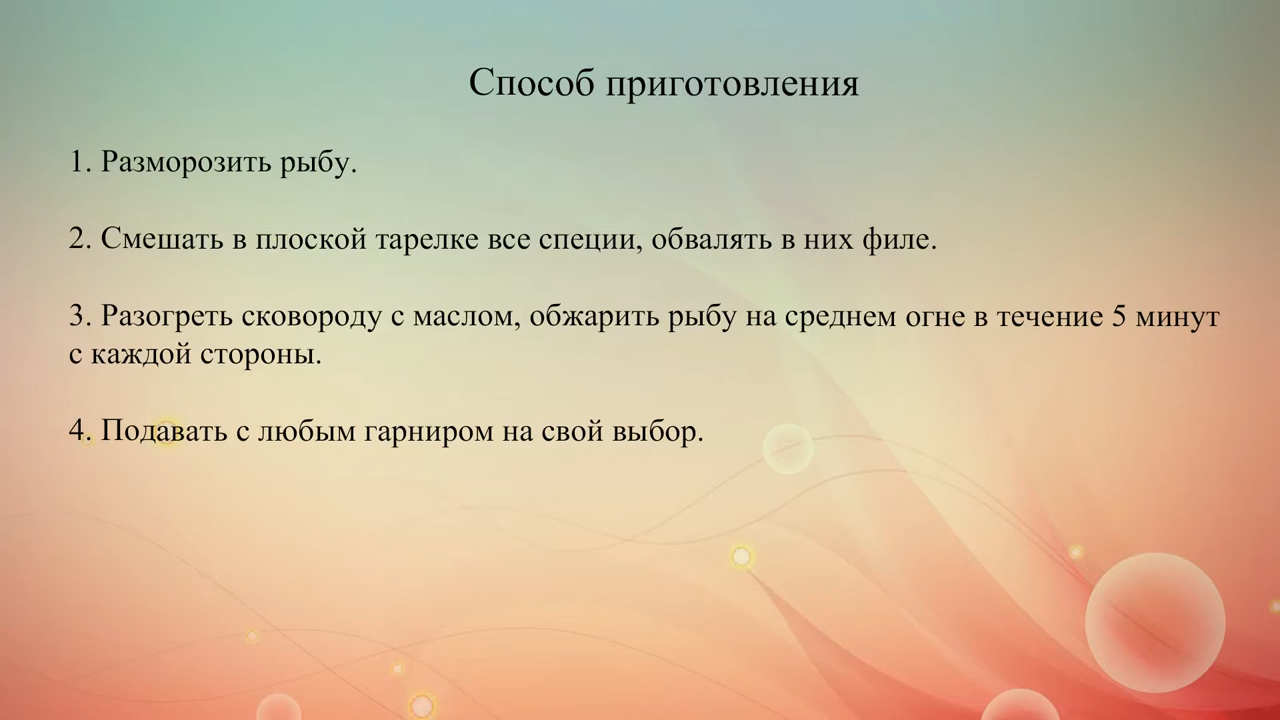 Способ приготовления
1. Разморозить рыбу.
2. Смешать в плоской тарелке все специи, обвалять в них филе.
3. Разогреть сковороду с маслом, обжарить рыбу на среднем огне в течение 5 минут
с каждой стороны.
4. Подавать с любым гарниром на свой выбор.